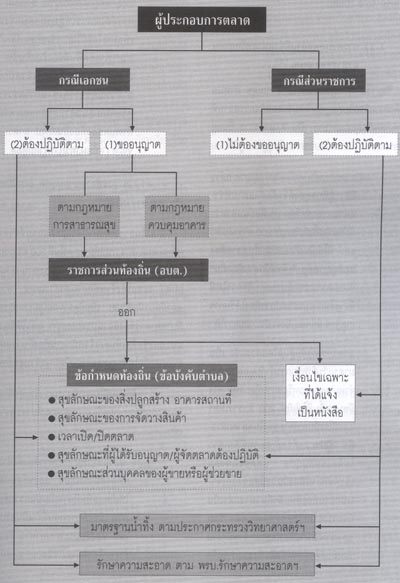 ผู้ประกอบการตลาด
กรณีเอกชน
กรณีส่วนราชการ
(2)ต้องปฏิบัติตาม
(1)ขออนุญาต
(1)ไม่ต้องขออนุญาต
(2)ต้องปฏิบัติตาม
ตามกฎหมาย
การสาธารณสุข
ตามกฎหมาย
ควบคุมอาคาร
ราชการส่วนท้องถิ่น (อบต.)
ออก
ข้อกำหนดท้องถิ่น (ข้อบังคับตำบล)
● สุขลักษณะของสิ่งปลูกสร้าง อาคารสถานที่
● สุขลักษณะของการจัดวางสินค้า
● เวลาเปิด/ปิดตลาด
● สุขลักษณะที่ผู้ได้รับอนุญาต/ผู้จัดตลาดต้องปฏิบัติ
● สุขลักษณะส่วนบุคคลของผู้ขายหรือผู้ช่วยขาย
เงื่อนไขเฉพาะ
ที่ได้แจ้ง
เป็นหนังสือ
มาตรฐานน้ำทิ้ง ตามประกาศกระทรวงวิทยาศาสตร์ฯ
รักษาความสะอาด ตาม พรบ.รักษาความสะอาดฯ